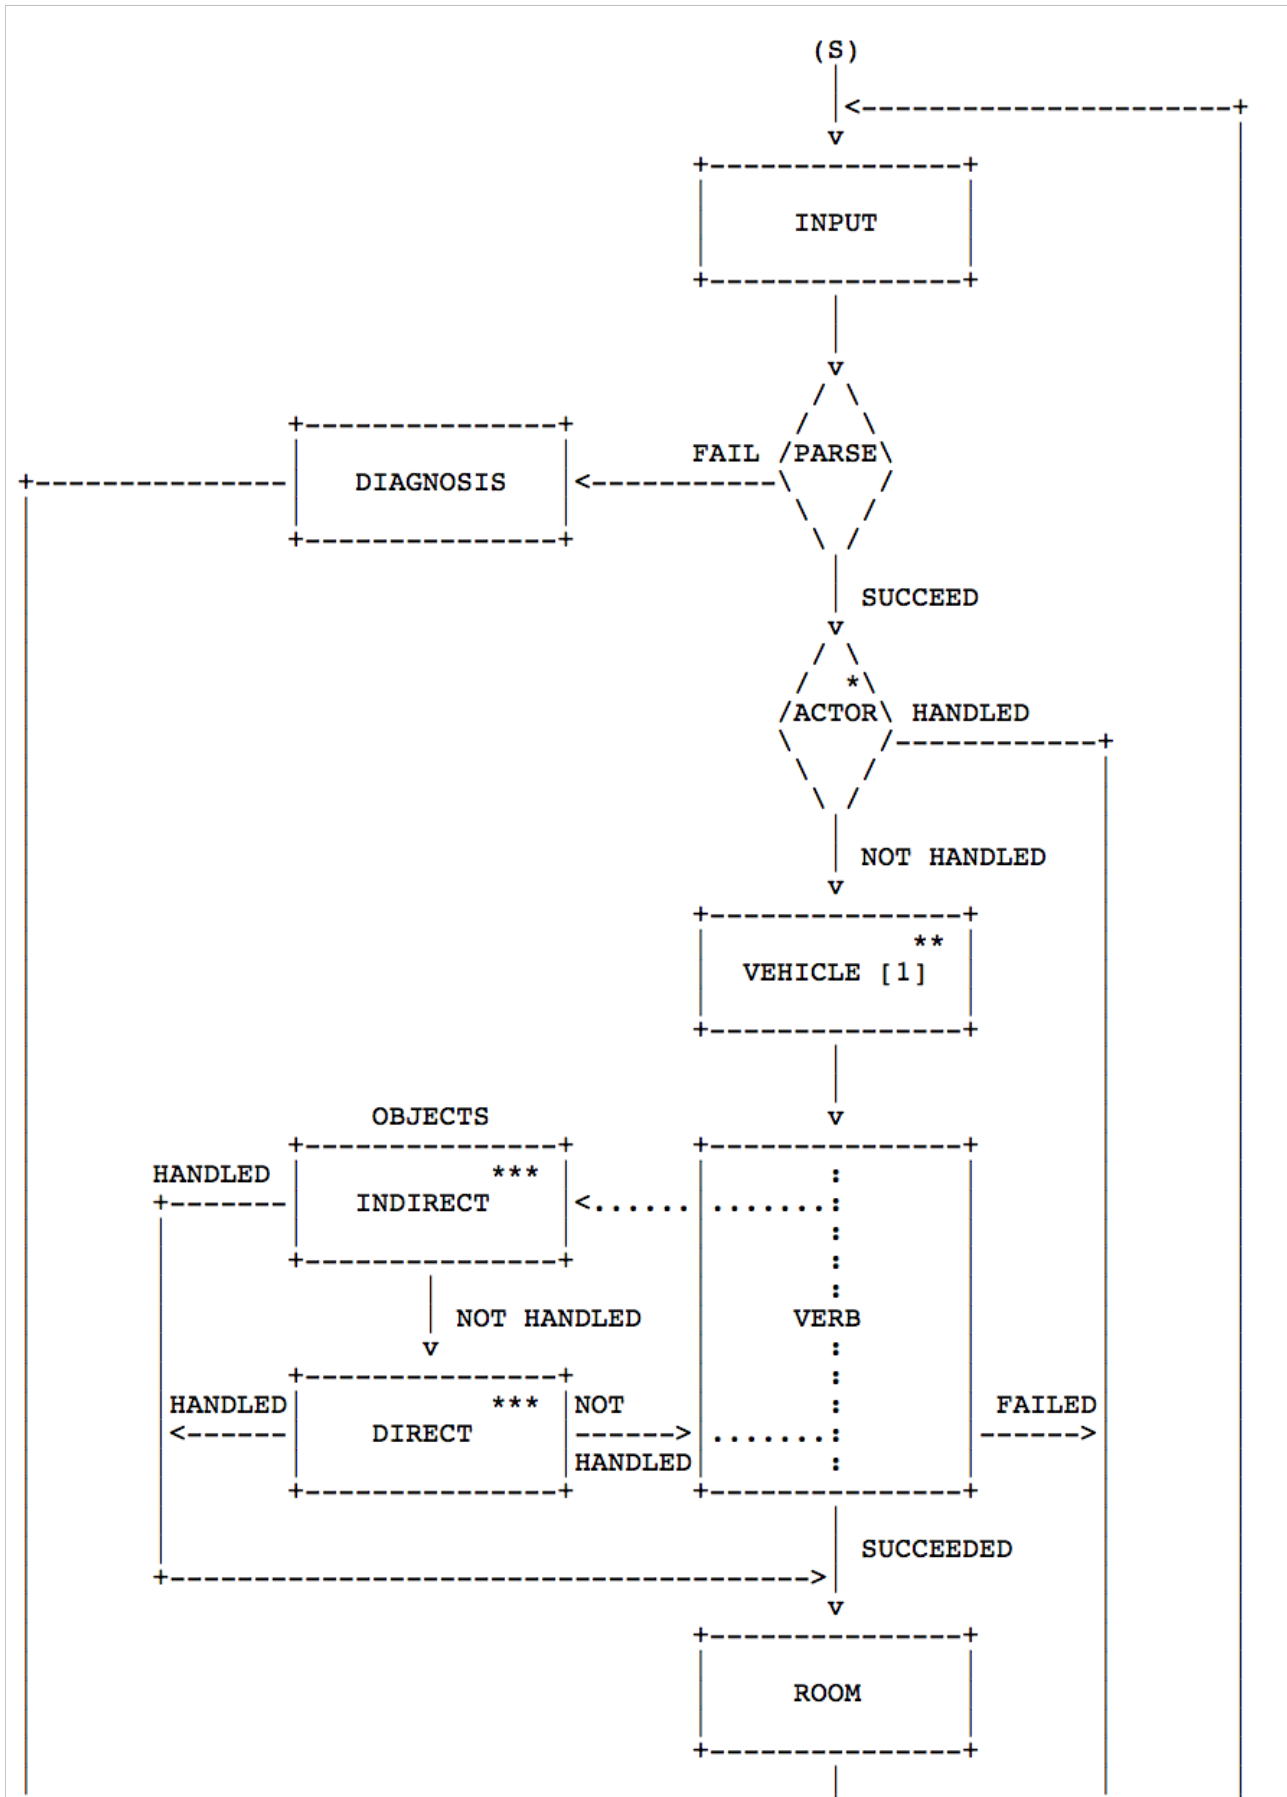 (S)
INPUT
FAIL
PARSE
DIAGNOSIS
SUCCEED
*
ACTOR
HANDLED
NOT HANDLED
**
VEHICLE [1]
OBJECTS
HANDLED
***
INDIRECT
NOT HANDLED
VERB
HANDLED
***
NOT
FAILED
DIRECT
HANDLED
SUCCEEDED
ROOM